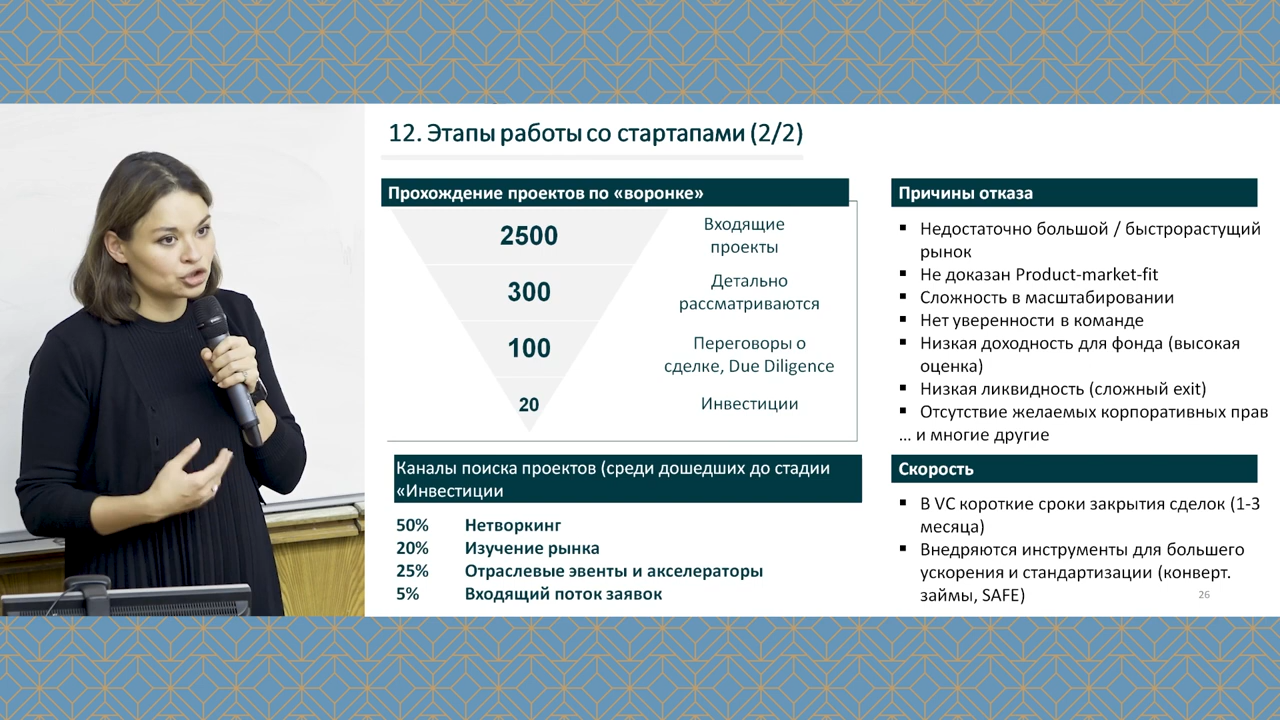 12. Этапы работы со стартапами (2/2)
Прохождение проектов по «воронке»
2500
Входящие
проекты
300
Детально
рассматриваются
100
Переговоры о
сделке, Due Diligence
20
Инвестиции
Каналы поиска проектов (среди дошедших до стадии
«Инвестиции
50% Нетворкинг
20% Изучение рынка
25% Отраслевые эвенты и акселераторы
5% Входящий поток заявок
Причины отказа
▪ Недостаточно большой / быстрорастущий
рынок
▪ Не доказан Product-market-fit
▪ Сложность в масштабировании
▪ Нет уверенности в команде
▪ Низкая доходность для фонда (высокая
оценка)
▪ Низкая ликвидность (сложный exit)
▪ Отсутствие желаемых корпоративных прав
... и многие другие
Скорость
▪ В VC короткие сроки закрытия сделок (1-3
месяца)
▪ Внедряются инструменты для большего
ускорения и стандартизации (конверт.
займы, SAFE)
26